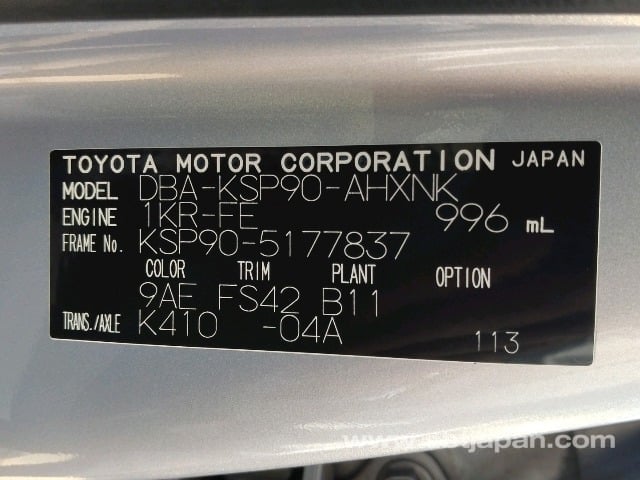 TOYOTA MOTOR CORPORATION JAPAN
MODEL DBA-KSP90-AHXNK
ENGINE 1KR-FE 996 mL
FRAME No. KSP90-5177837
COLOR TRIM PLANT OPTION
9AE FS42 B11
TRANS./AXLE K410 -04A
113